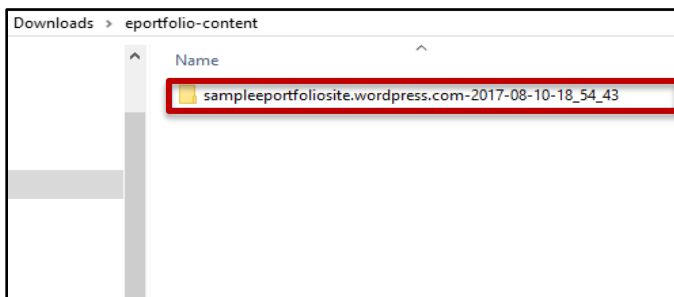 Downloads > eportfolio-content
Name
sampleeportfoliosite.wordpress.com-2017-08-10-18_54_43